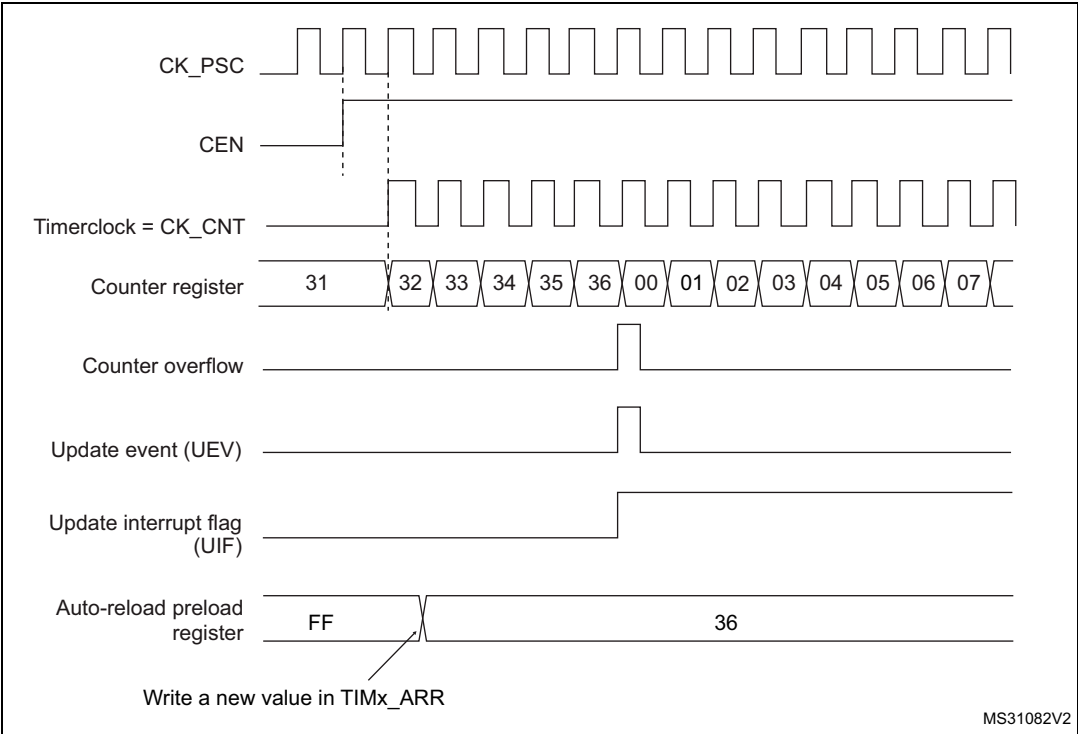 CK_PSC
CEN
Timerclock = CK_CNT
Counter register 31 32 33 34 35 36 00 01 02 03 04 05 06 07
Counter overflow
Update event (UEV)
Update interrupt flag
(UIF)
Auto-reload preload
register FF 36
Write a new value in TIMx_ARR
MS31082V2